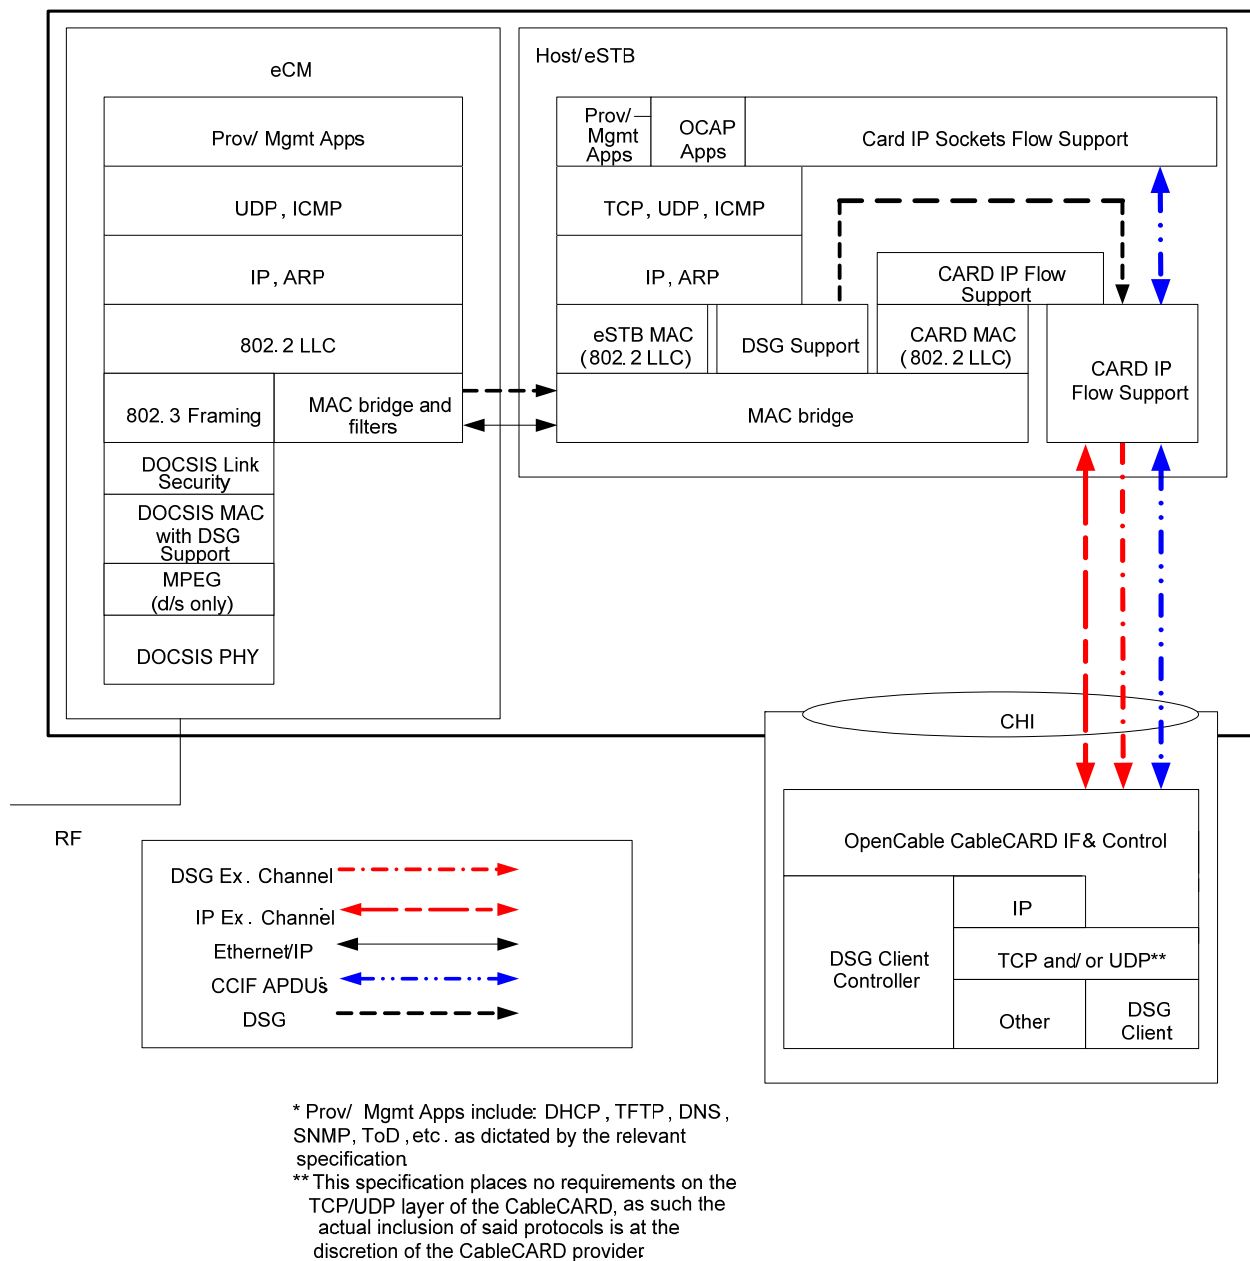 eCM
Prov/ Mgmt Apps
UDP, ICMP
IP, ARP
802.2 LLC
802.3 Framing
MAC bridge and
filters
DOCSIS Link
Security
DOCSIS MAC
with DSG
Support
MPEG
(d/s only)
DOCSIS PHY
Host/eSTB
Prov/
Mgmt
Apps
OCAP
Apps
Card IP Sockets Flow Support
TCP, UDP, ICMP
IP, ARP
CARD IP Flow
Support
eSTB MAC
(802.2 LLC)
DSG Support
CARD MAC
(802.2 LLC)
CARD IP
Flow Support
MAC bridge
CHI
OpenCable CableCARD IF& Control
IP
DSG Client
Controller
TCP and/ or UDP**
Other
DSG
Client
RF
DSG Ex. Channel
IP Ex. Channel
Ethernet/IP
CCIF APDUs
DSG
* Prov/ Mgmt Apps include: DHCP, TFTP, DNS,
SNMP, ToD, etc. as dictated by the relevant
specification.
** This specification places no requirements on the
TCP/UDP layer of the CableCARD, as such the
actual inclusion of said protocols is at the
discretion of the CableCARD provider.